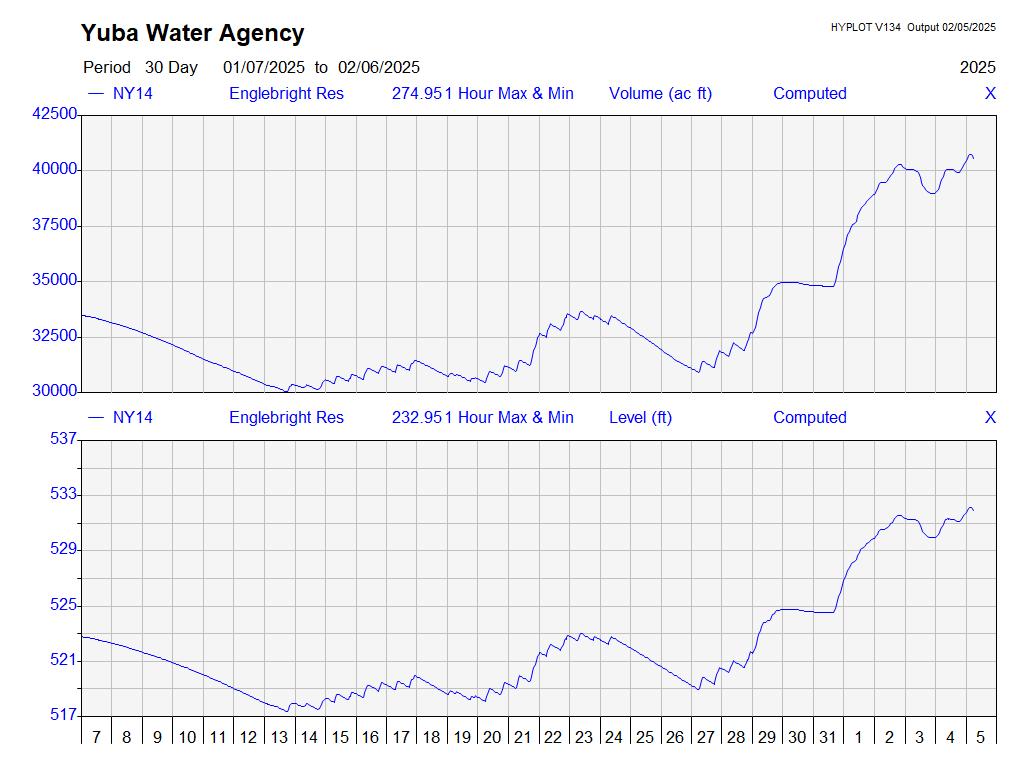 Yuba Water Agency
HYPLOT V134 Output 02/05/2025
Period 30 Day 01/07/2025 to 02/06/2025 2025
NY14 Englebright Res 274.951 Hour Max & Min Volume (ac ft) Computed X
42500
40000
37500
35000
32500
30000
NY14 Englebright Res 232.951 Hour Max & Min Level (ft) Computed X
537
533
529
525
521
517
7 8 9 10 11 12 13 14 15 16 17 18 19 20 21 22 23 24 25 26 27 28 29 30 31 1 2 3 4 5